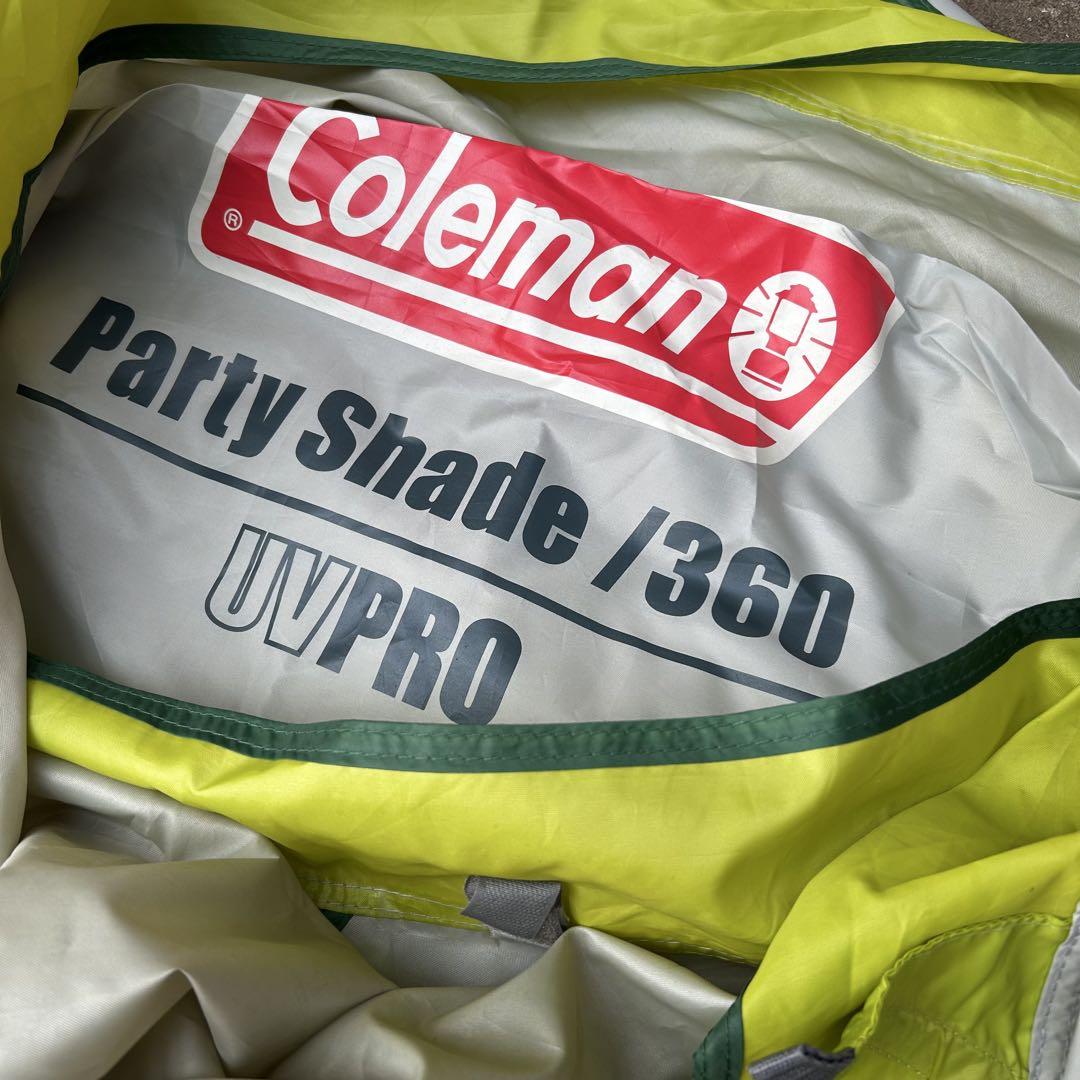 Coleman
®
Party Shade /360
UVPRO